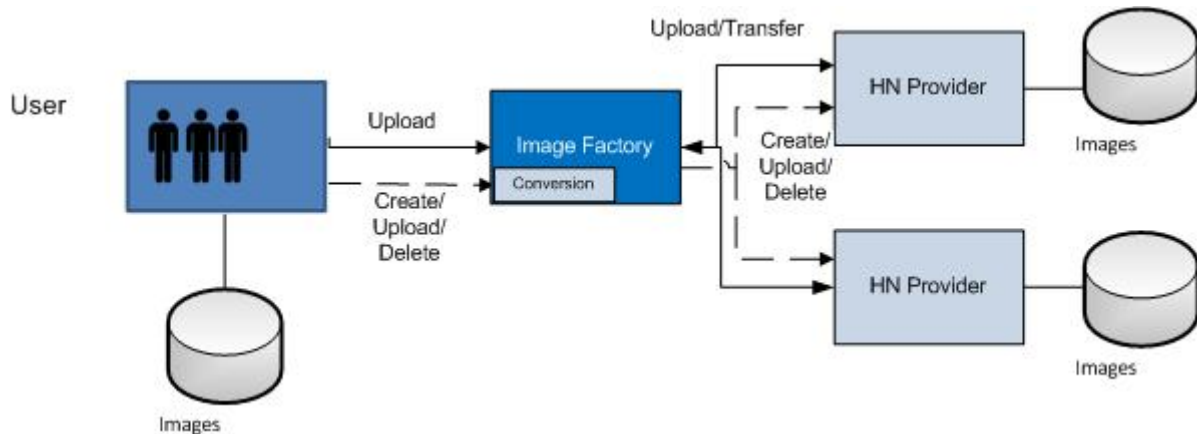 User
Upload
Create/
Upload/
Delete
Images
Image Factory
Conversion
Upload/Transfer
Create/
Upload/
Delete
HN Provider
Images
HN Provider
Images